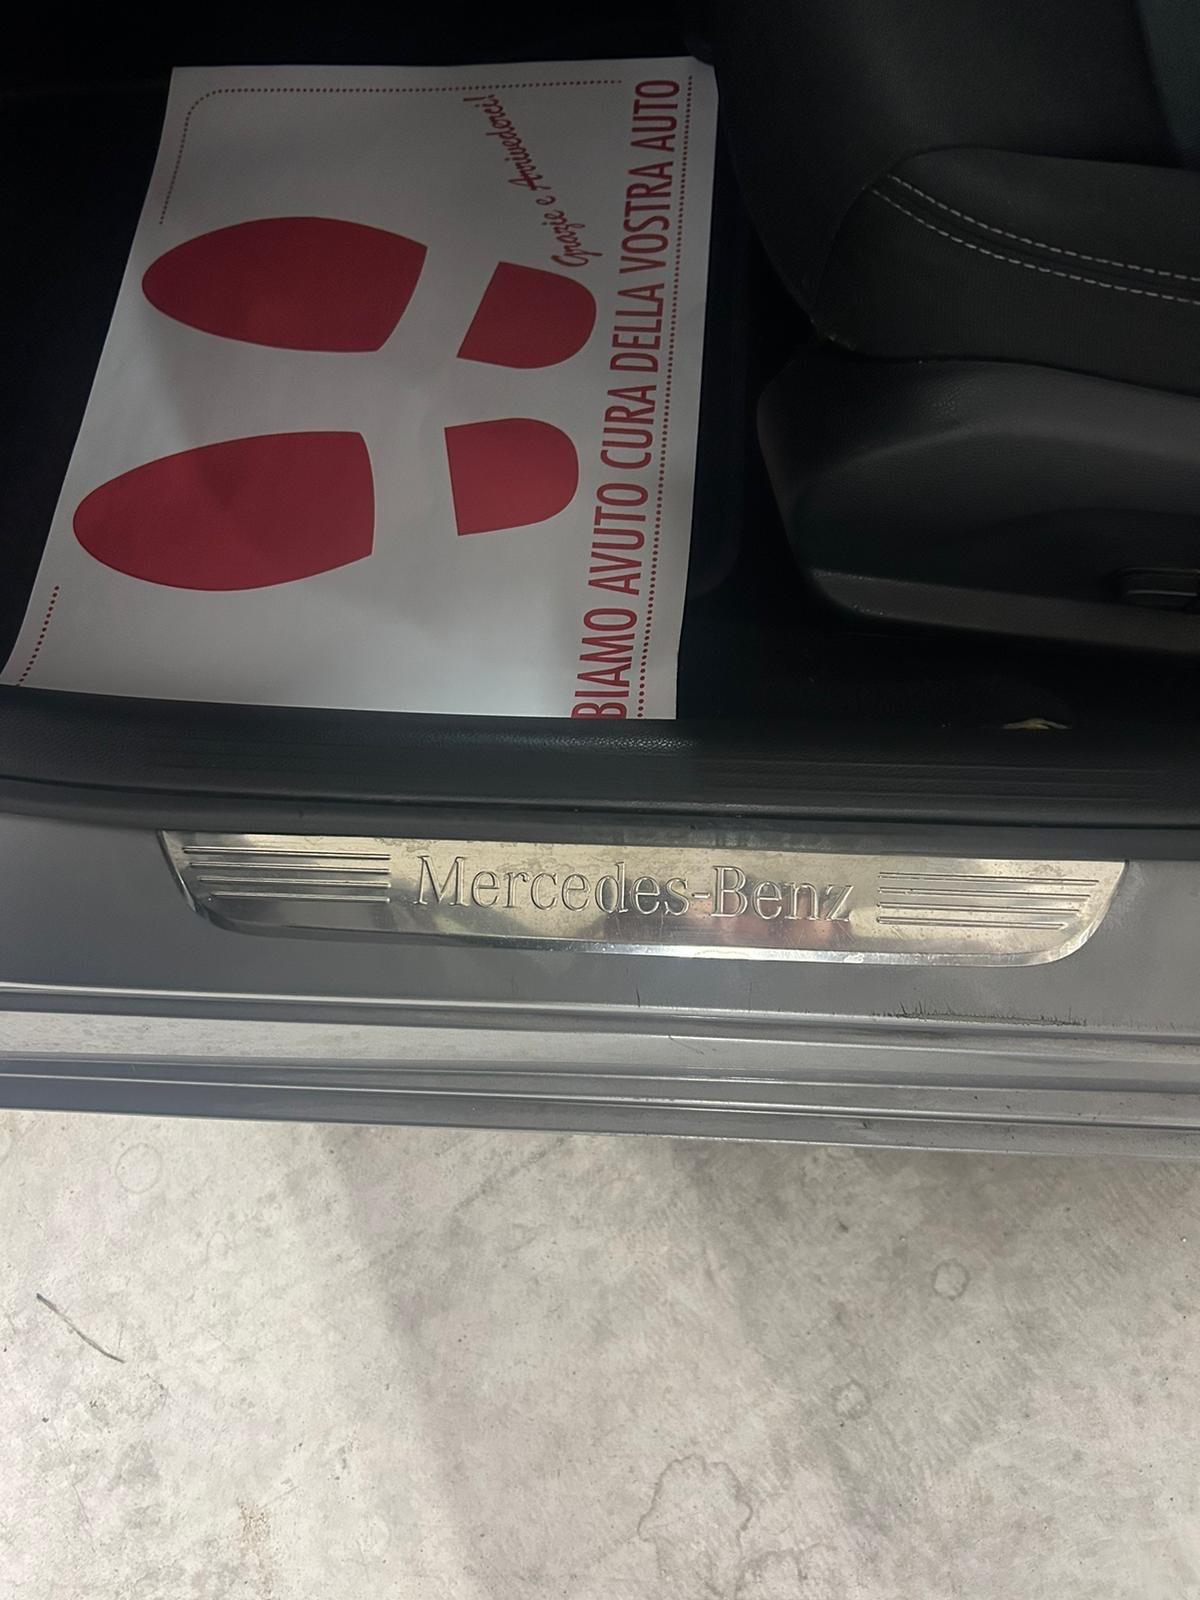 Grazie e Arrivederci!
BIAMO AVUTO CURA DELLA VOSTRA AUTO
Mercedes-Benz